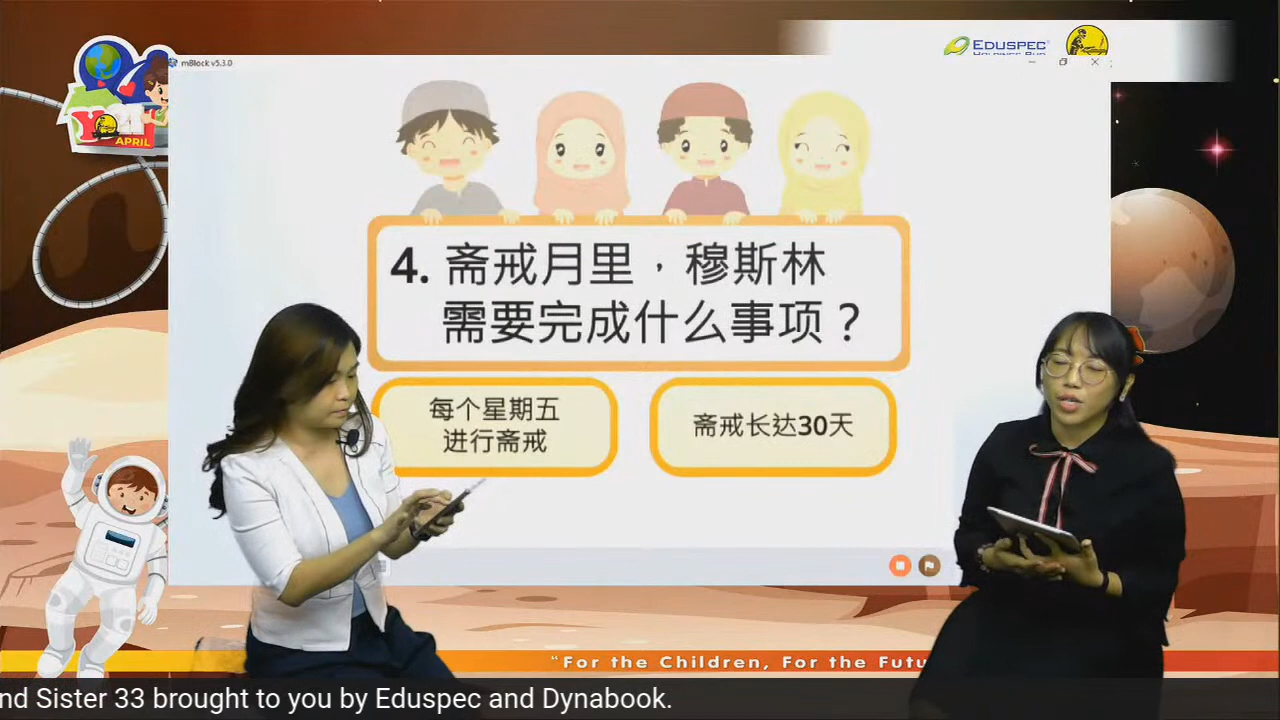 EDUSPEC
mBlock v5.3.0
APRIL
4. 斋戒月里，穆斯林
需要完成什么事项？
每个星期五
进行斋戒
斋戒长达30天
"For the Children, For the Futu
nd Sister 33 brought to you by Eduspec and Dynabook.